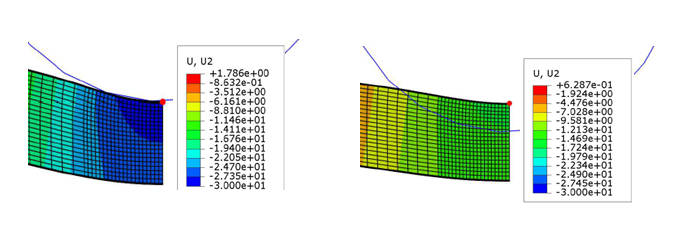 U, U2
+1.786e+00
-8.632e-01
-3.512e+00
-6.161e+00
-8.810e+00
-1.146e+01
-1.411e+01
-1.676e+01
-1.940e+01
-2.205e+01
-2.470e+01
-2.735e+01
-3.000e+01
U, U2
+6.287e-01
-1.924e+00
-4.476e+00
-7.028e+00
-9.581e+00
-1.213e+01
-1.469e+01
-1.724e+01
-1.979e+01
-2.234e+01
-2.490e+01
-2.745e+01
-3.000e+01